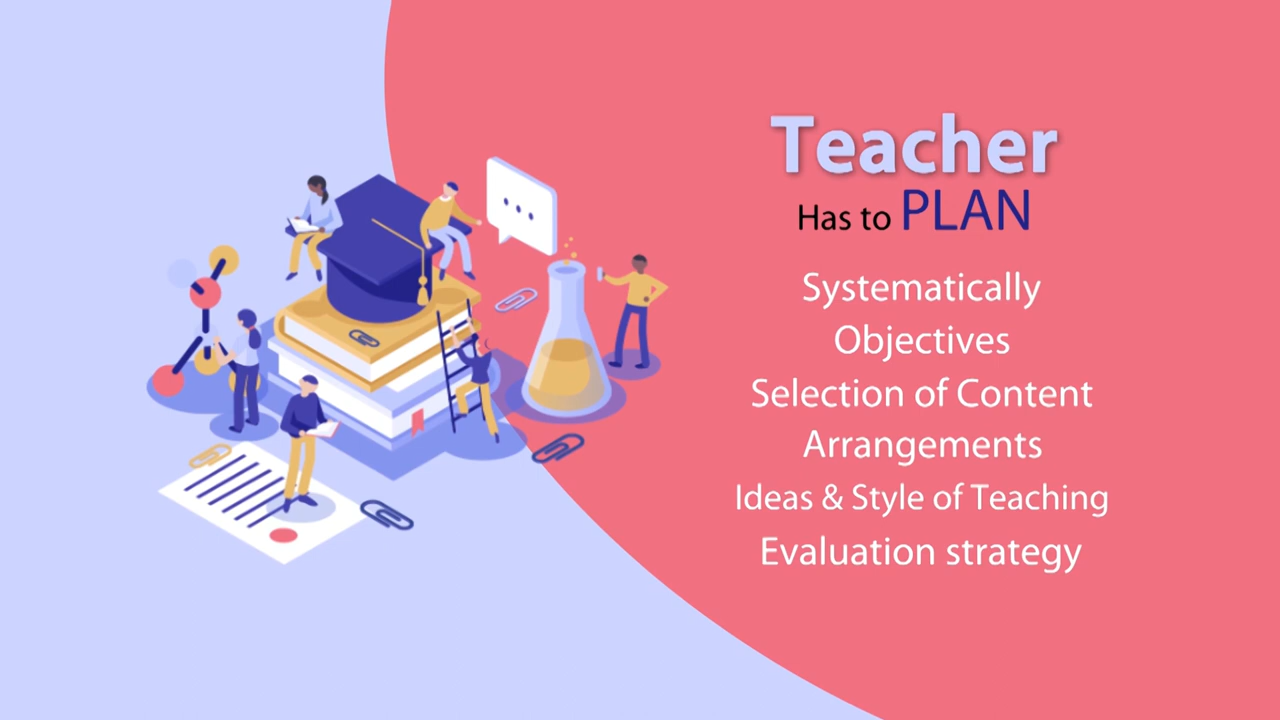 Teacher
Has to PLAN
Systematically
Objectives
Selection of Content
Arrangements
Ideas & Style of Teaching
Evaluation strategy